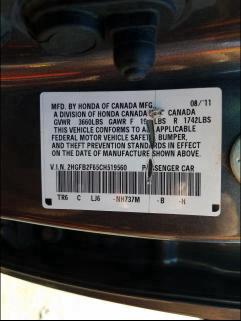 MFD. BY HONDA OF CANADA MFG. 08/'11
A DIVISION OF HONDA CANADA
GVWR 3660LBS GAWR F LBS R 1742LBS
THIS VEHICLE CONFORMS TO ALL APPLICABLE
FEDERAL MOTOR VEHICLE SAFETY, BUMPER,
AND THEFT PREVENTION STANDARDS IN EFFECT
ON THE DATE OF MANUFACTURE SHOWN ABOVE.
V.I.N. 2HGFB2F65CH519560 PASSENGER CAR
TR6 C LJ6 -NH737M -B -H